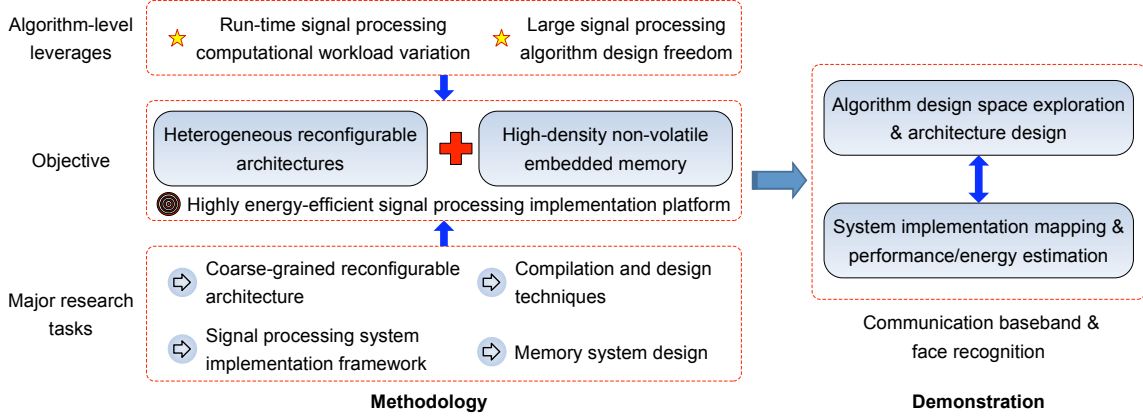 Algorithm-level
leverages
Run-time signal processing
computational workload variation
Large signal processing
algorithm design freedom
Objective
Heterogeneous reconfigurable
architectures
High-density non-volatile
embedded memory
Highly energy-efficient signal processing implementation platform
Major research
tasks
Coarse-grained reconfigurable
architecture
Compilation and design
techniques
Signal processing system
implementation framework
Memory system design
Methodology
Algorithm design space exploration
& architecture design
System implementation mapping &
performance/energy estimation
Communication baseband &
face recognition
Demonstration